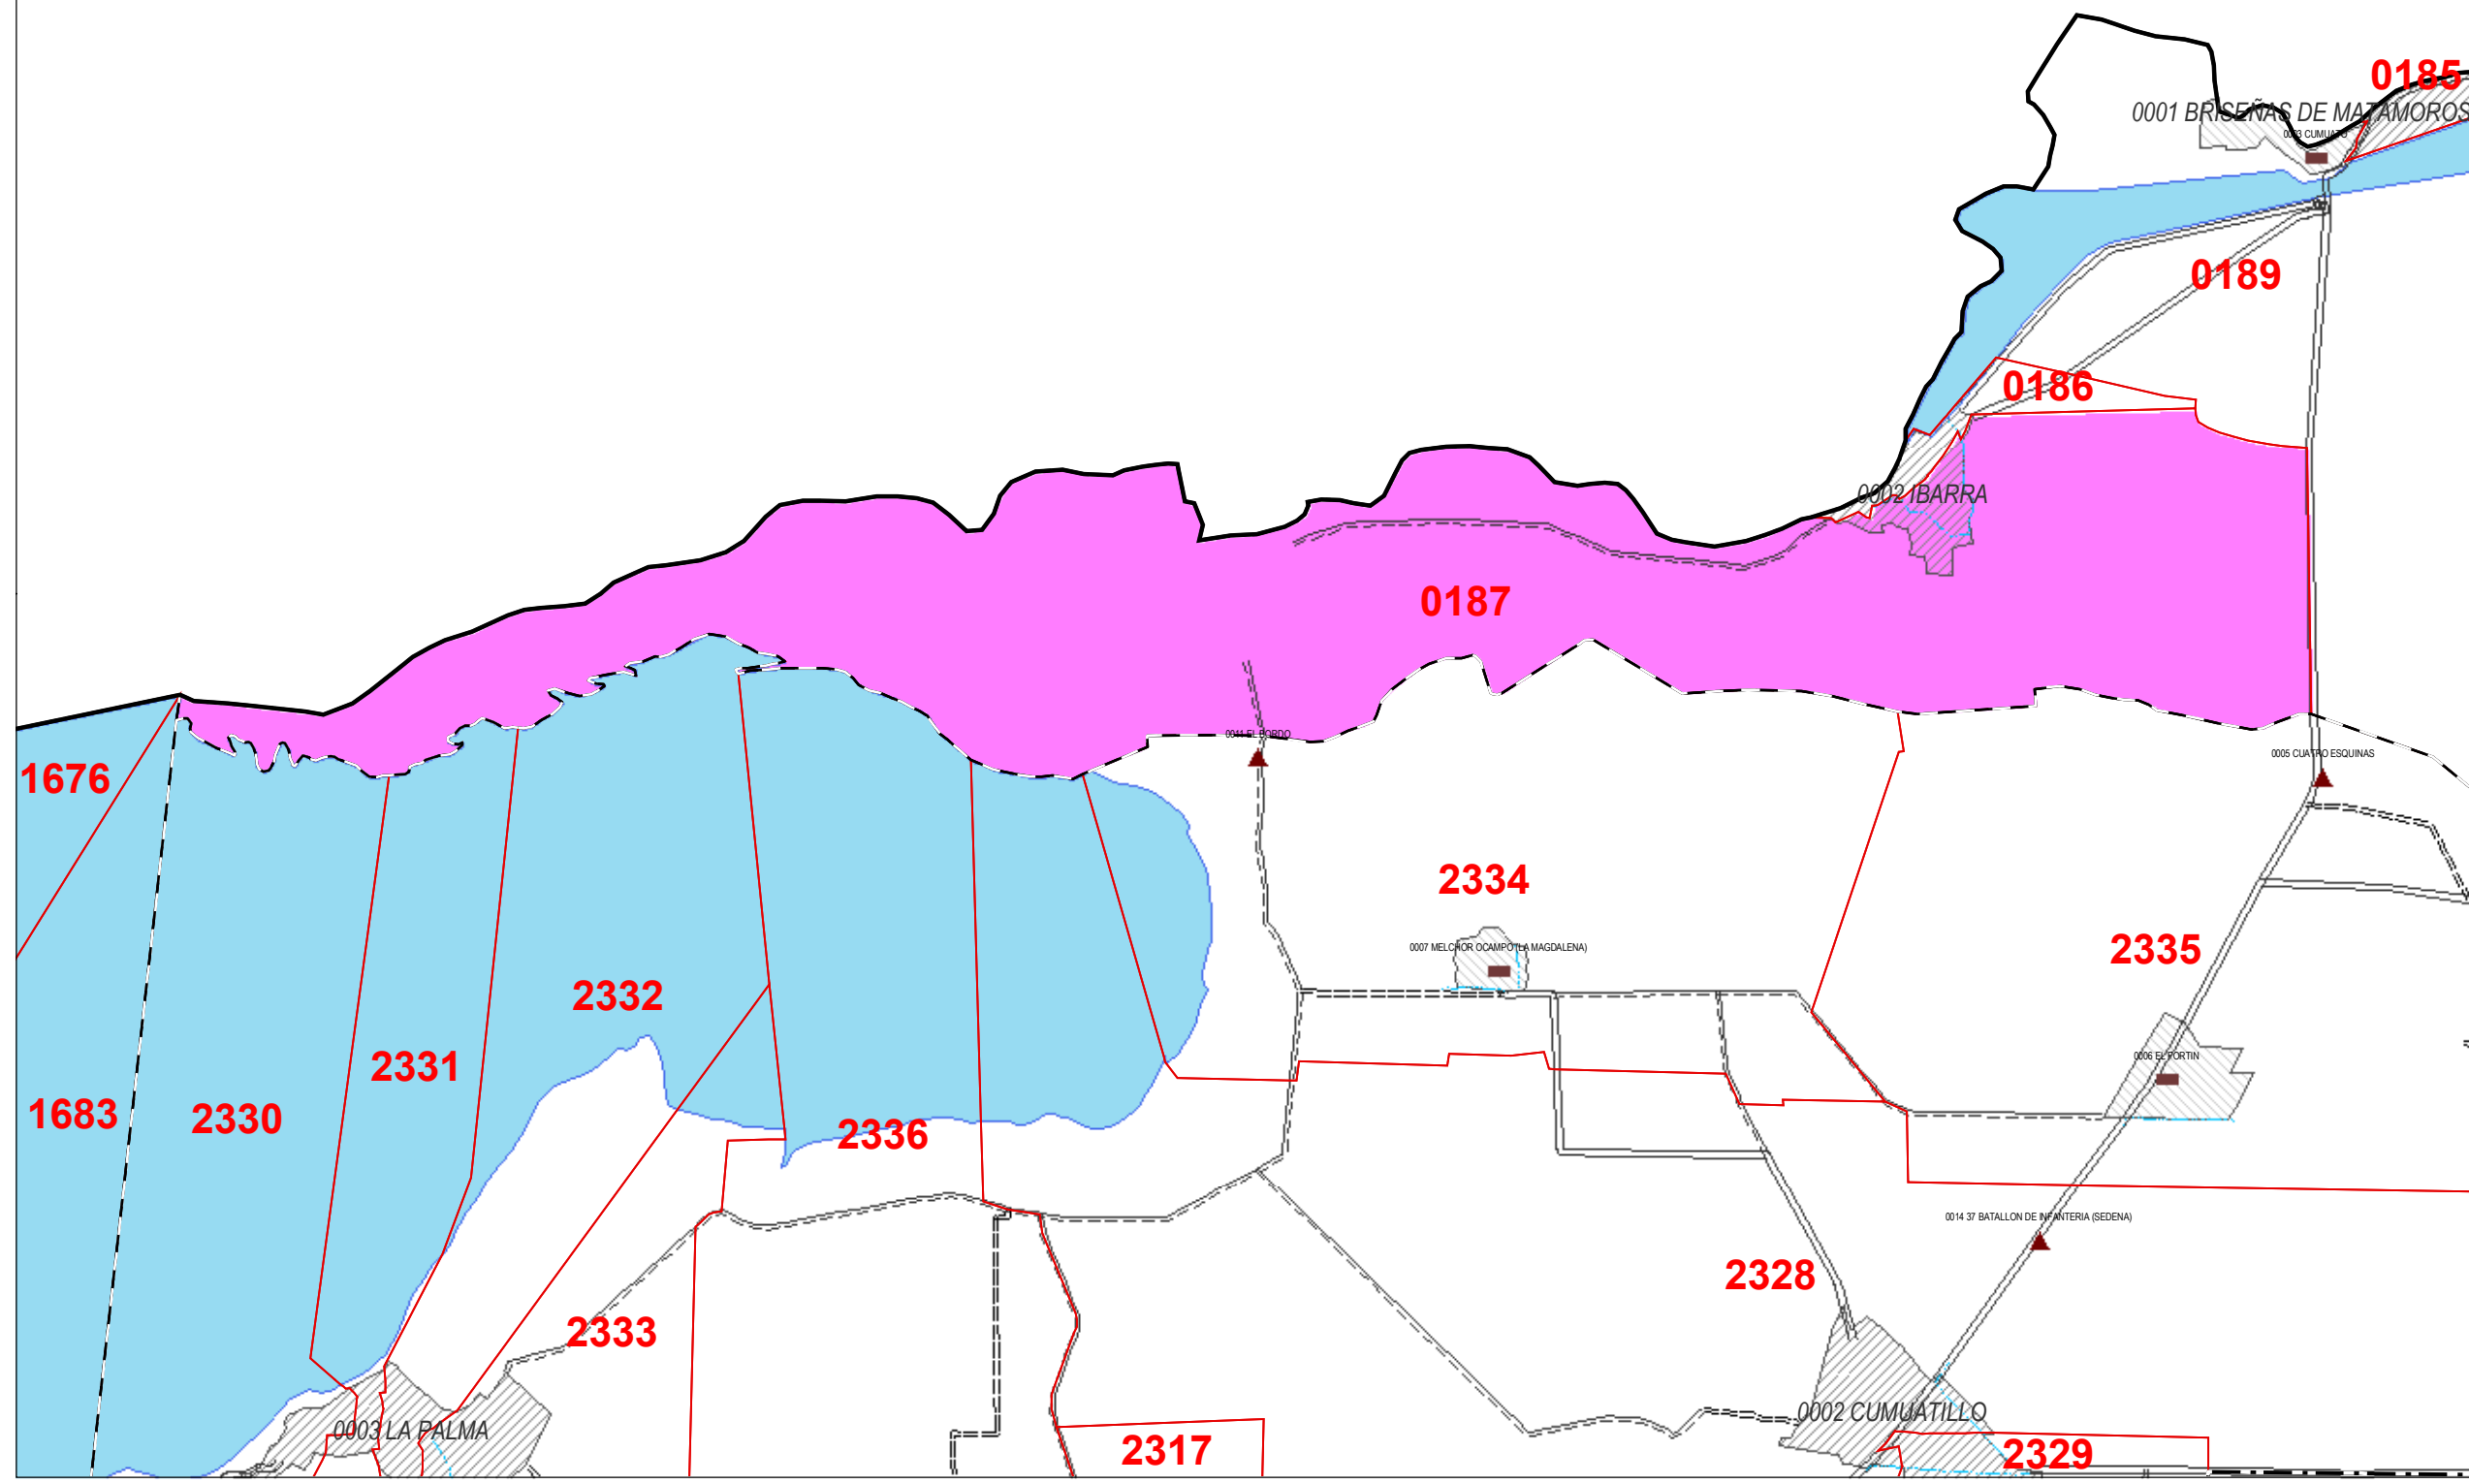 0185
0001 BRISEÑAS DE MATAMOROS
0003 CUMUATO
0189
0186
0002 IBARRA
0187
0041 EL BORDO
0005 CUATRO ESQUINAS
1676
2334
0007 MELCHOR OCAMPO (LA MAGDALENA)
2335
2332
2331
0006 EL FORTIN
1683
2330
2336
0014 37 BATALLON DE INFANTERIA (SEDENA)
2328
2333
0003 LA PALMA
0002 CUMUATILLO
2317
2329